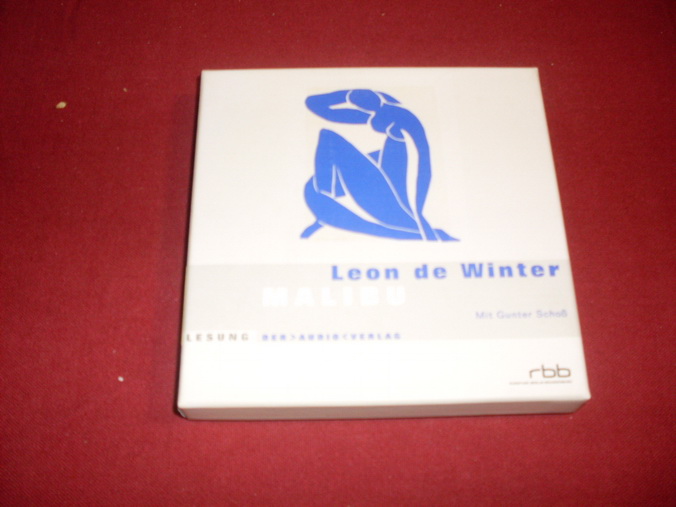 Leon de Winter
MALIBU
Mit Gunter Schoß
LESUNG DER>AUDIO<VERLAG
rbb